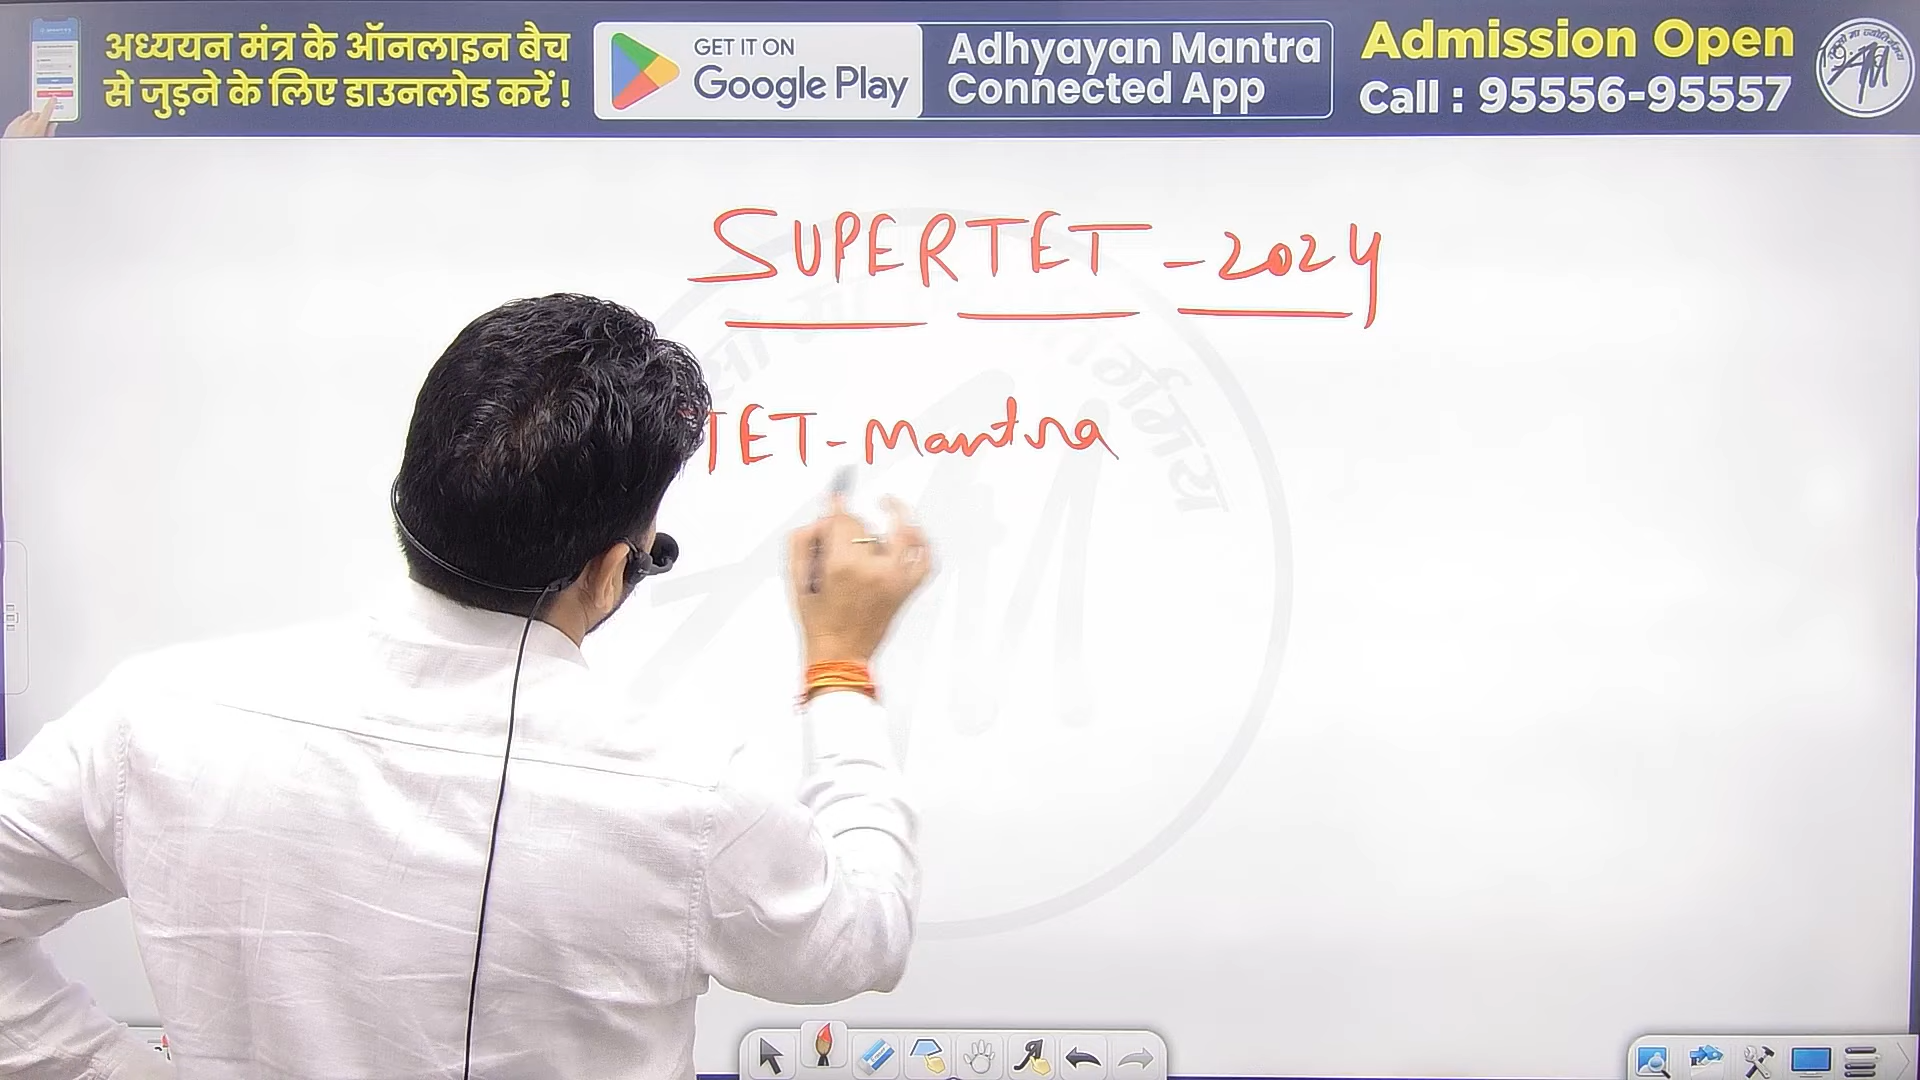 अध्ययन मंत्र के ऑनलाइन बैच
से जुड़ने के लिए डाउनलोड करें !
GET IT ON
Google Play
Adhyayan Mantra
Connected App
Admission Open
Call : 95556-95557
SUPERTET - 2024
TET - Mantra